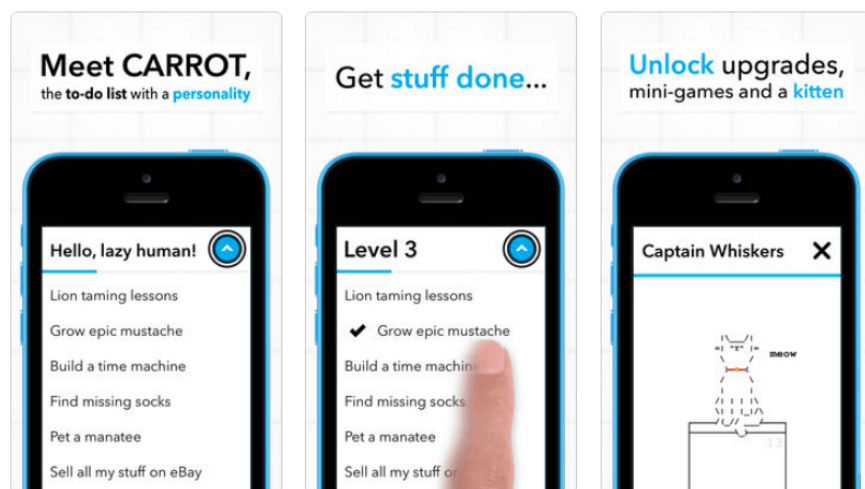 Meet CARROT,
the to-do list with a personality
Hello, lazy human!
Lion taming lessons
Grow epic mustache
Build a time machine
Find missing socks
Pet a manatee
Sell all my stuff on eBay
Get stuff done...
Level 3
Lion taming lessons
Grow epic mustache
Build a time machin
Find missing socks
Pet a manatee
Sell all my stuff o
Unlock upgrades,
mini-games and a kitten
Captain Whiskers
meow
13